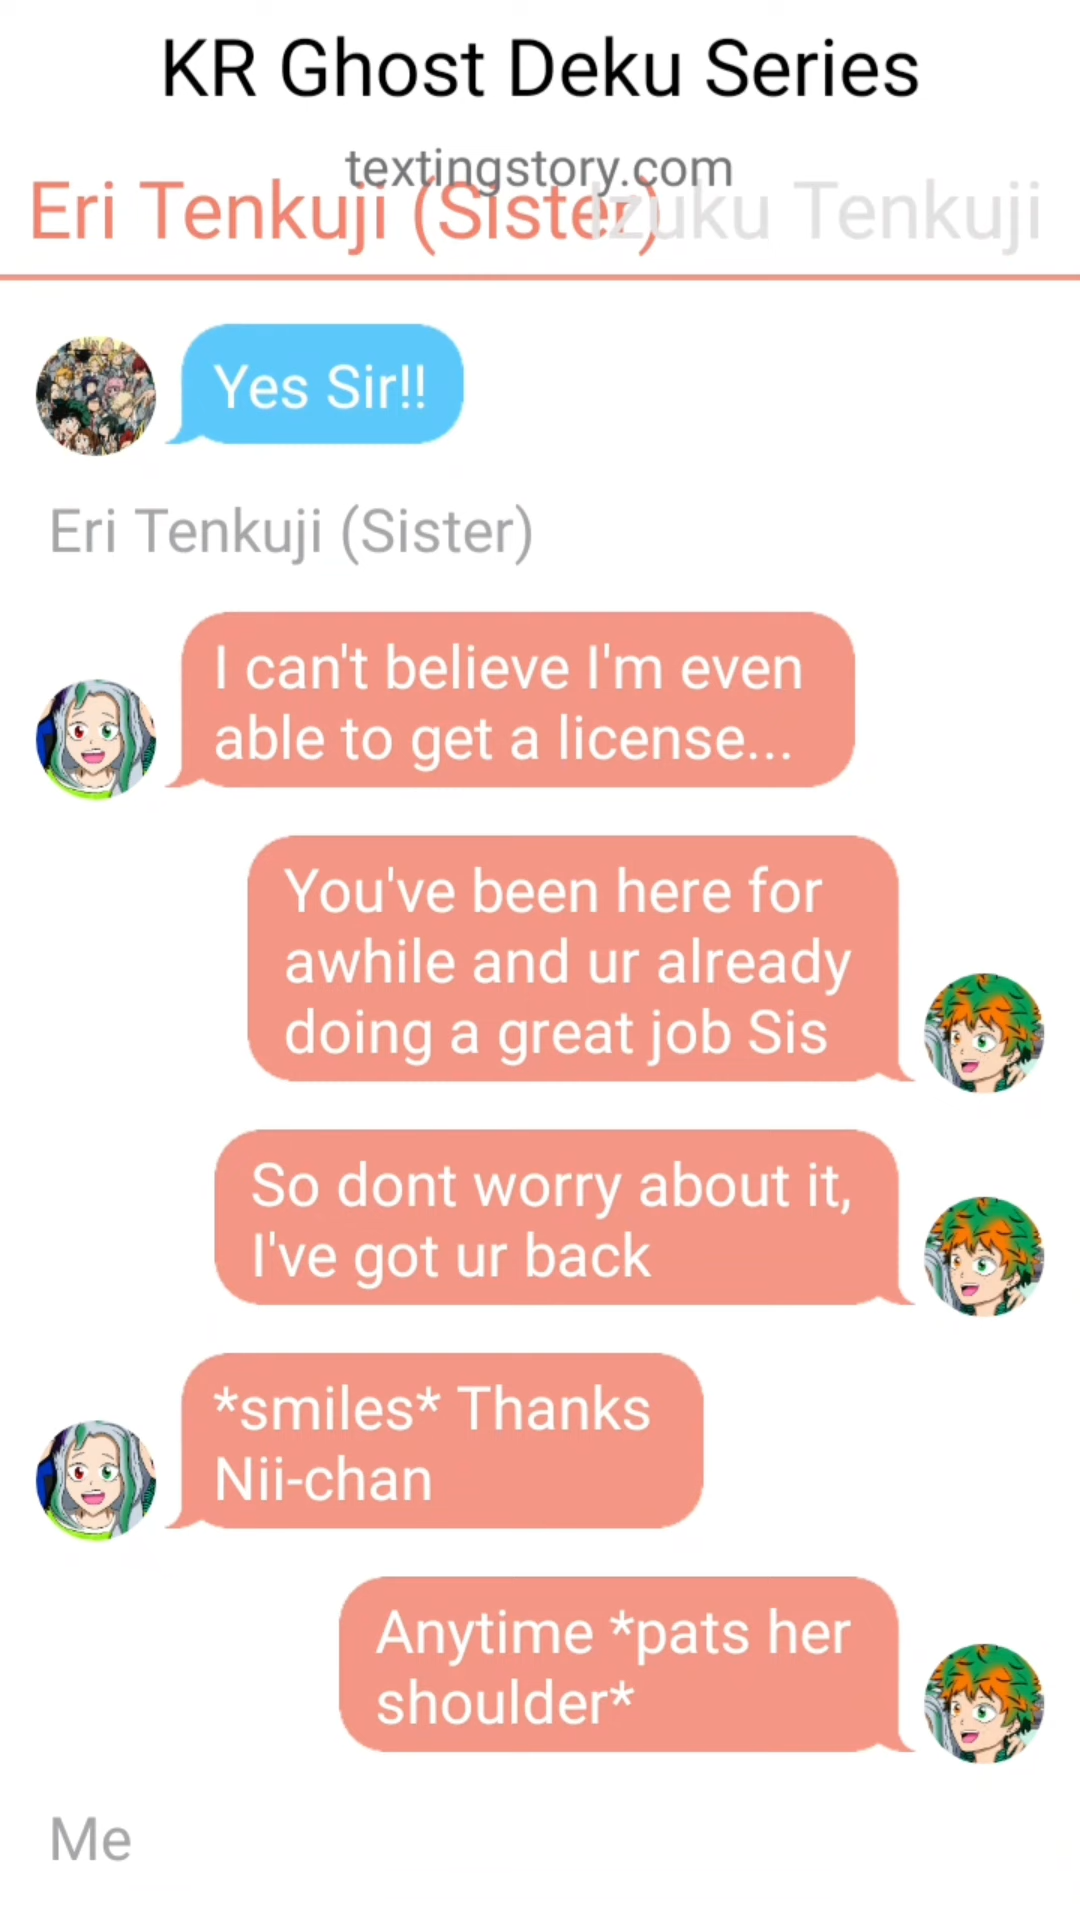 KR Ghost Deku Series
textingstory.com
Eri Tenkuji (Sister)
Izuku Tenkuji
Yes Sir!!
Eri Tenkuji (Sister)
I can't believe I'm even
able to get a license...
You've been here for
awhile and ur already
doing a great job Sis
So dont worry about it,
I've got ur back
*smiles* Thanks
Nii-chan
Anytime *pats her
shoulder*
Me